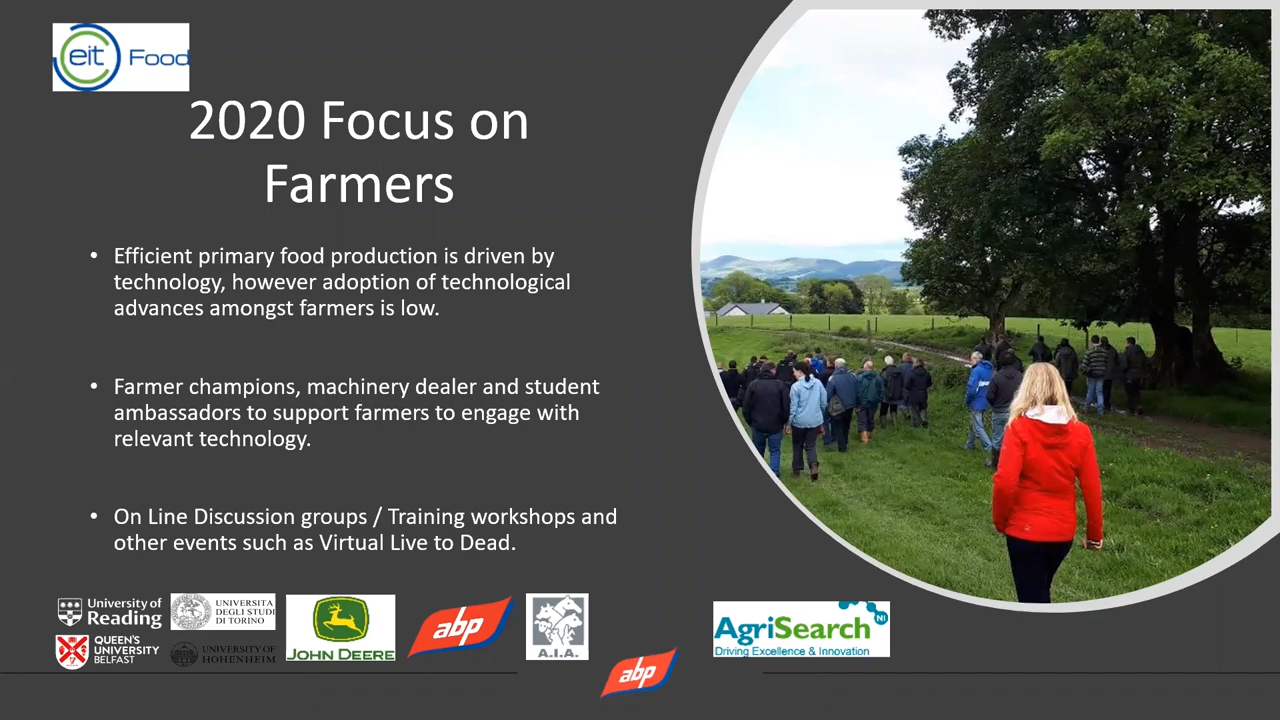 eit Food
2020 Focus on
Farmers
• Efficient primary food production is driven by
technology, however adoption of technological
advances amongst farmers is low.
• Farmer champions, machinery dealer and student
ambassadors to support farmers to engage with
relevant technology.
• On Line Discussion groups / Training workshops and
other events such as Virtual Live to Dead.
University of
Reading
UNIVERSITÀ
DEGLI STUDI
DI TORINO
QUEEN'S
UNIVERSITY
BELFAST
UNIVERSITY OF
HOHENHEIM
JOHN DEERE
abp
A.I.A.
abp
AgriSearch NI
Driving Excellence & Innovation